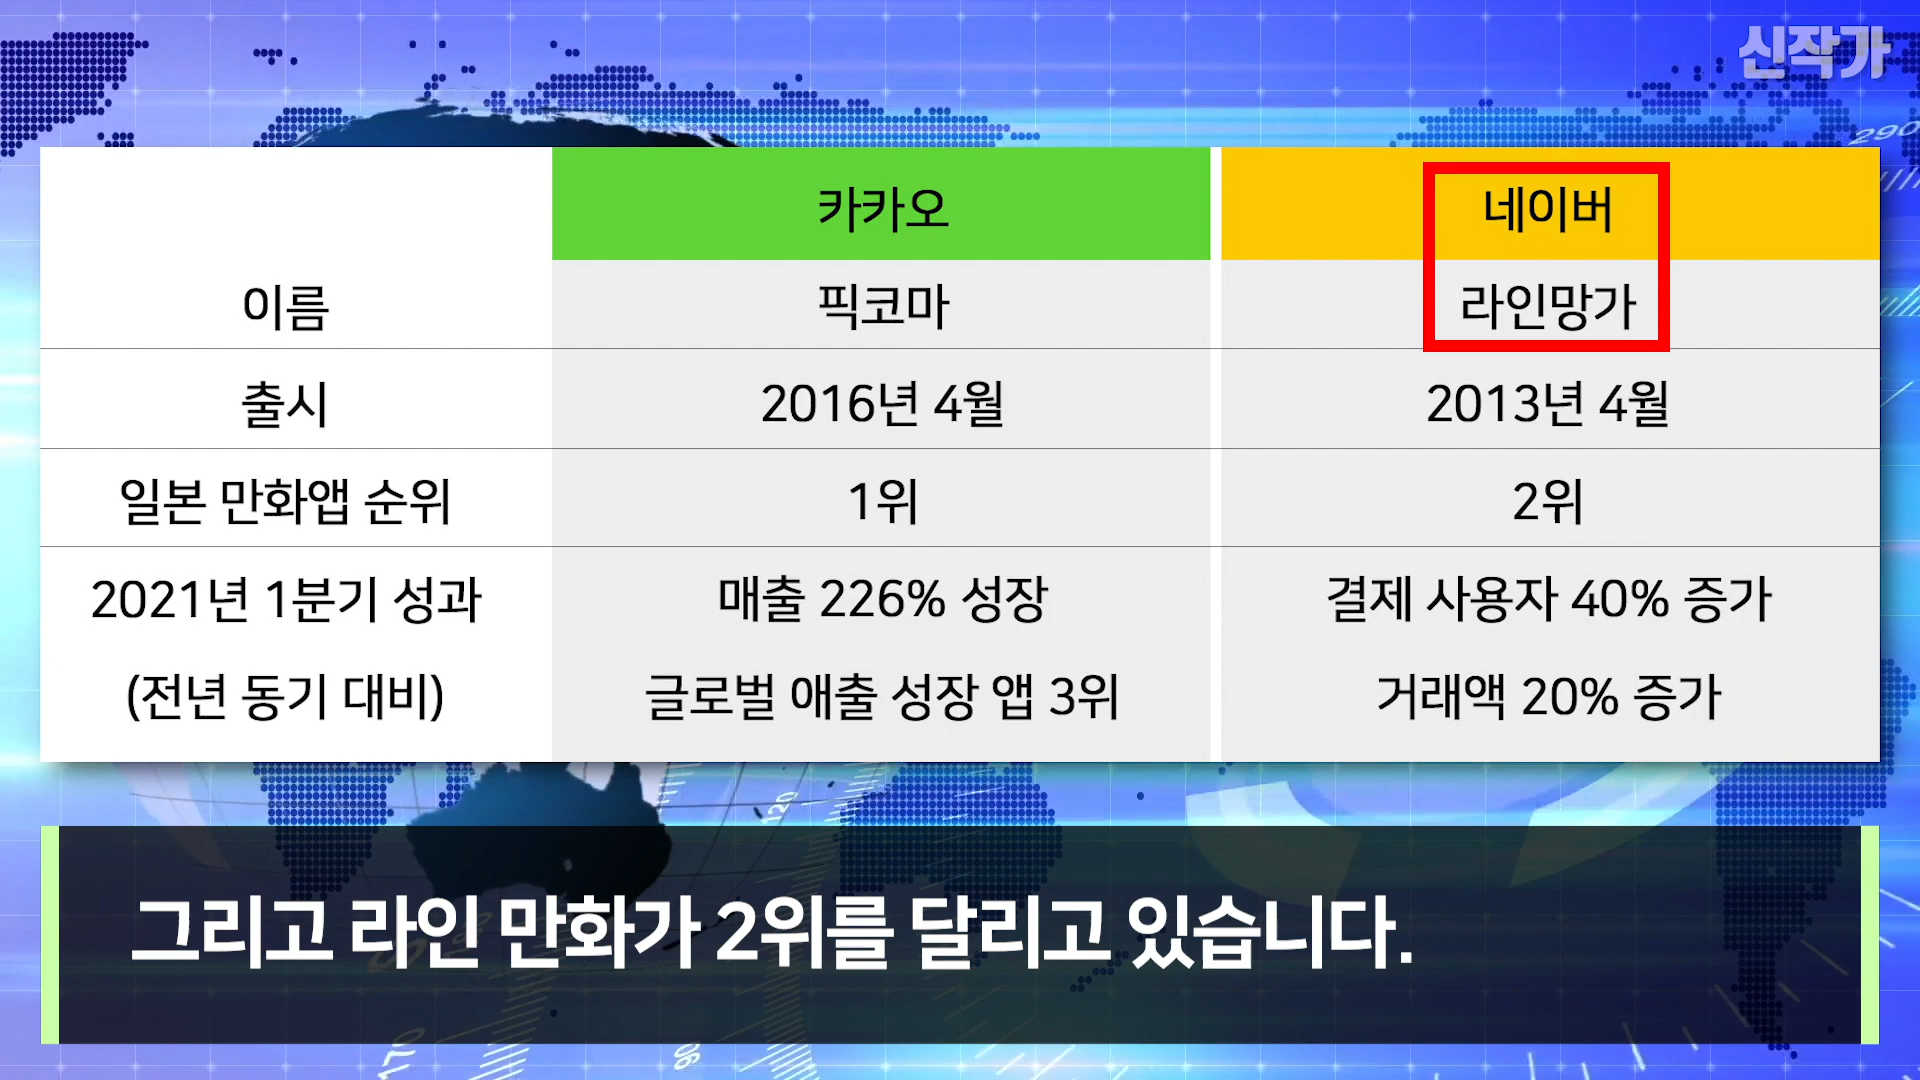 신작가
290
카카오 네이버
이름 픽코마 라인망가
출시 2016년 4월 2013년 4월
일본 만화앱 순위 1위 2위
2021년 1분기 성과 매출 226% 성장 결제 사용자 40% 증가
(전년 동기 대비) 글로벌 애출 성장 앱 3위 거래액 20% 증가
120
그리고 라인 만화가 2위를 달리고 있습니다.
170
90